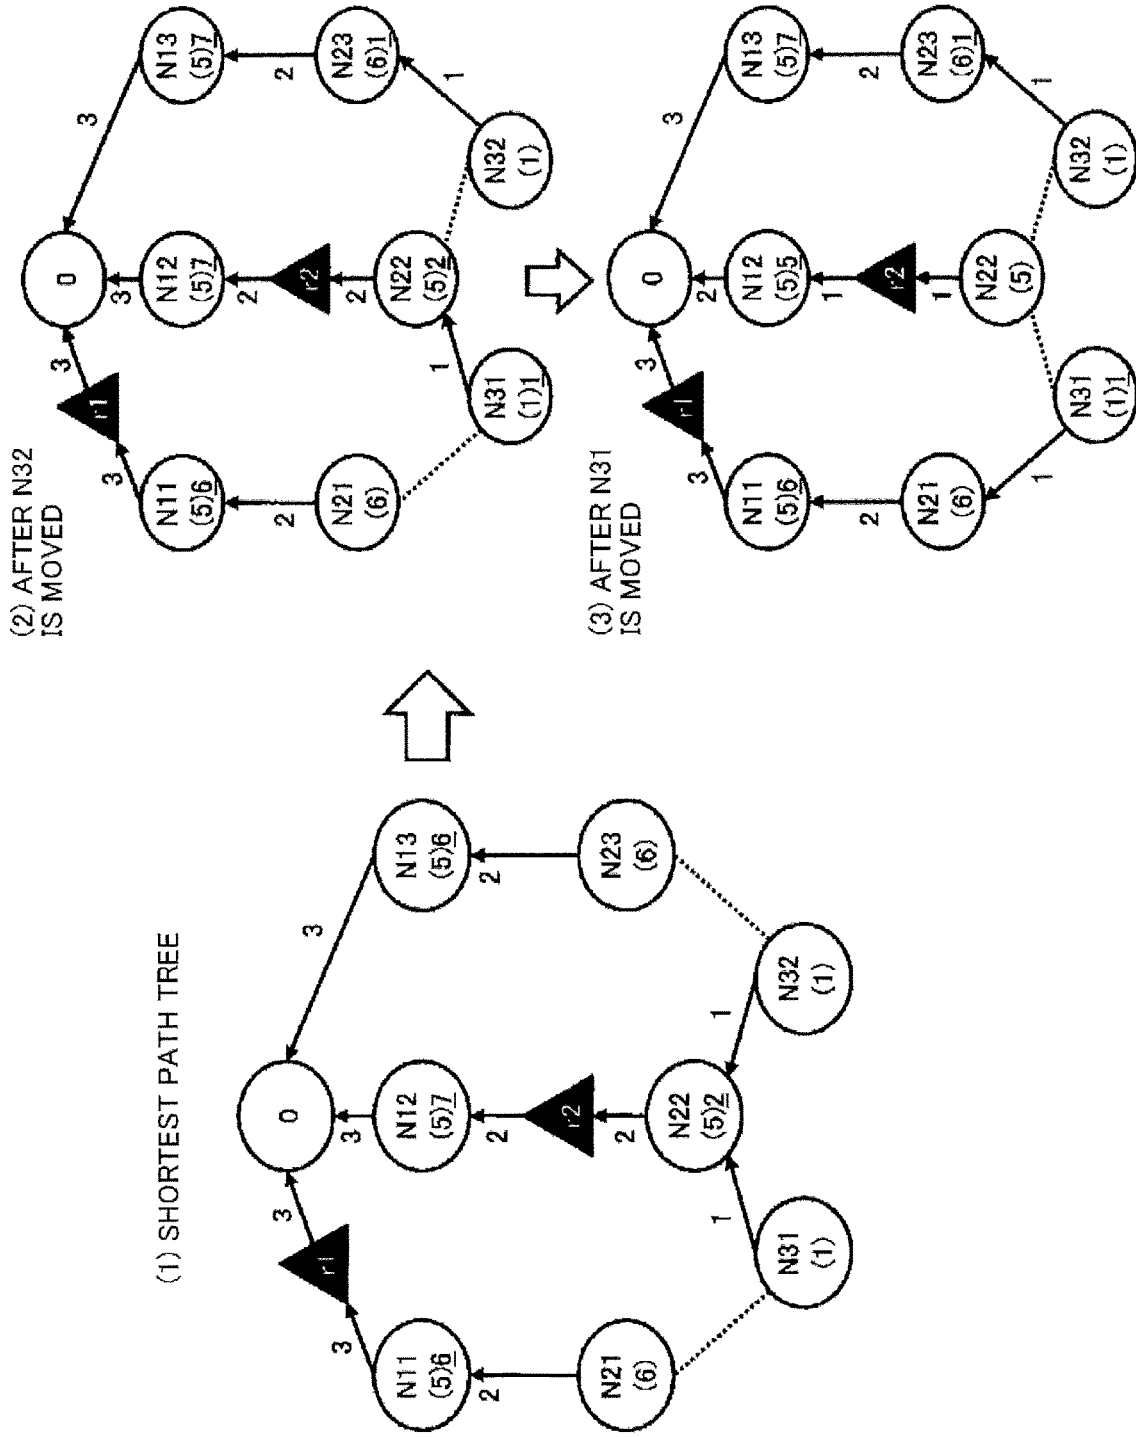 (1) SHORTEST PATH TREE
0
3
3
3
r1
3
N11
(5)6
N12
(5)7
N13
(5)6
2
2
2
r2
2
N21
(6)
N22
(5)2
N23
(6)
1
1
N31
(1)
N32
(1)
(2) AFTER N32
IS MOVED
0
3
3
3
r1
3
N11
(5)6
N12
(5)7
N13
(5)7
2
2
2
r2
2
N21
(6)
N22
(5)2
N23
(6)1
1
1
N31
(1)1
N32
(1)
(3) AFTER N31
IS MOVED
0
3
2
3
r1
3
N11
(5)6
N12
(5)5
N13
(5)7
2
1
2
r2
1
N21
(6)
N22
(5)
N23
(6)1
1
1
N31
(1)1
N32
(1)